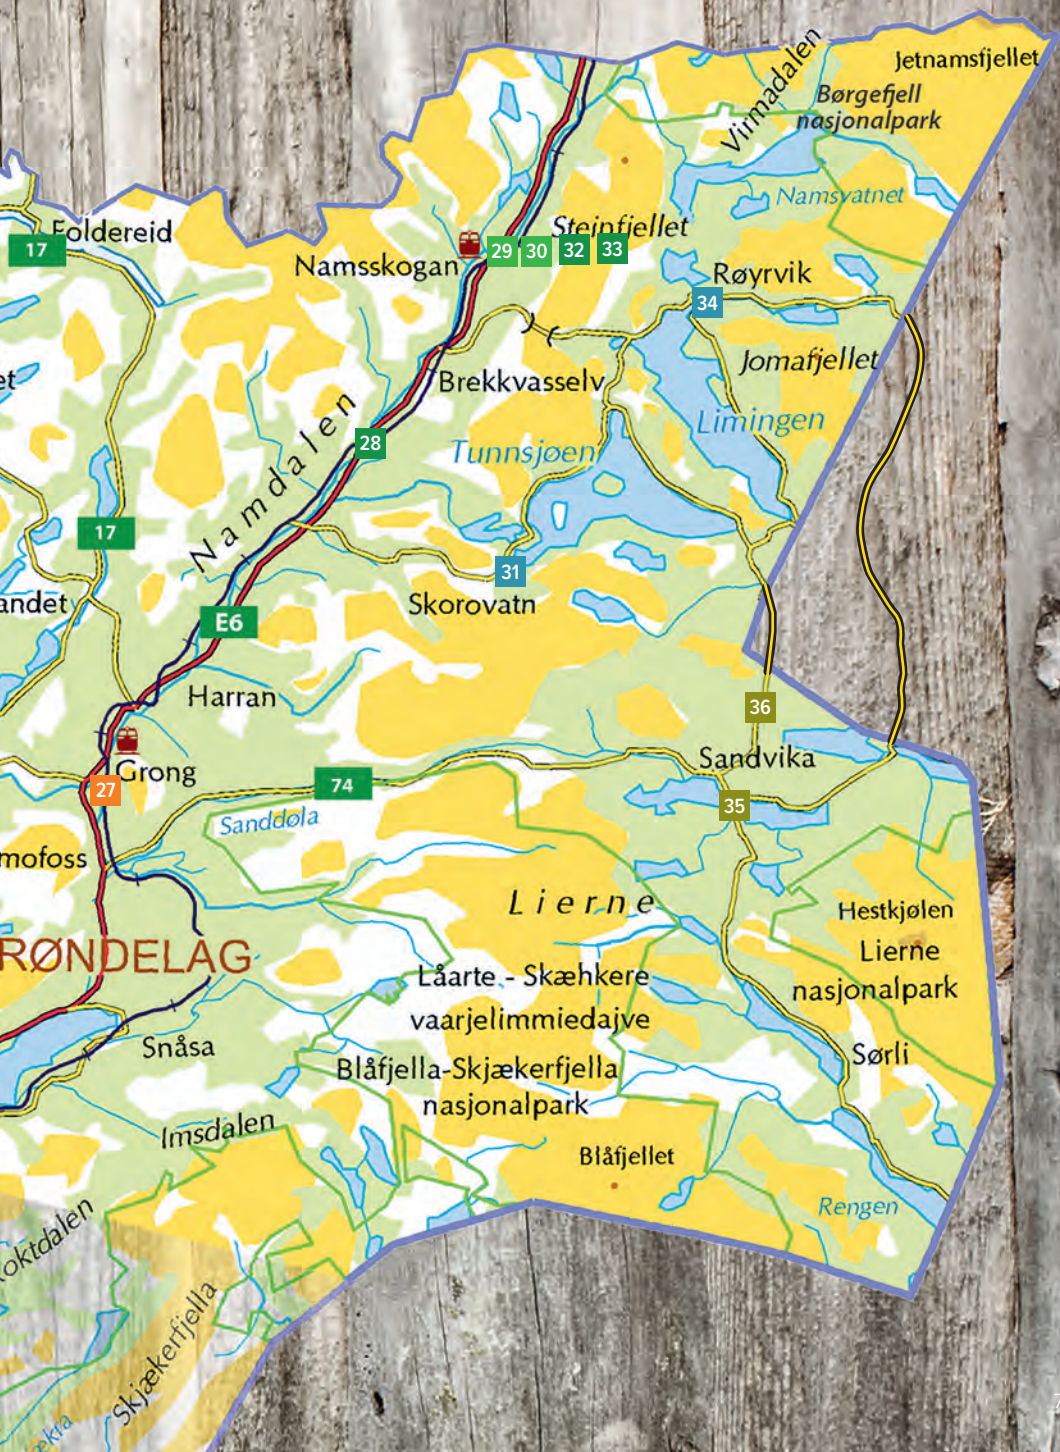 Jetnamsfjellet
Virmadalen
Børgefjell
nasjonalpark
Namsvatnet
Foldereid
17
Steinfjellet
Namsskogan
29
30
32
33
Røyrvik
34
Jomafjellet
Brekkvasselv
Limingen
Tunnsjøen
Namdalen
28
17
31
Skorovatn
E6
Harran
36
Sandvika
Grong
27
74
35
Sanddøla
mofoss
Lierne
Hestkjølen
Lierne
nasjonalpark
RØNDELAG
Låarte - Skæhkere
vaarjelimmiedajve
Snåsa
Sørli
Blåfjella-Skjækerfjella
nasjonalpark
Imsdalen
Blåfjellet
Rengen
oktdalen
Skjækerfjella